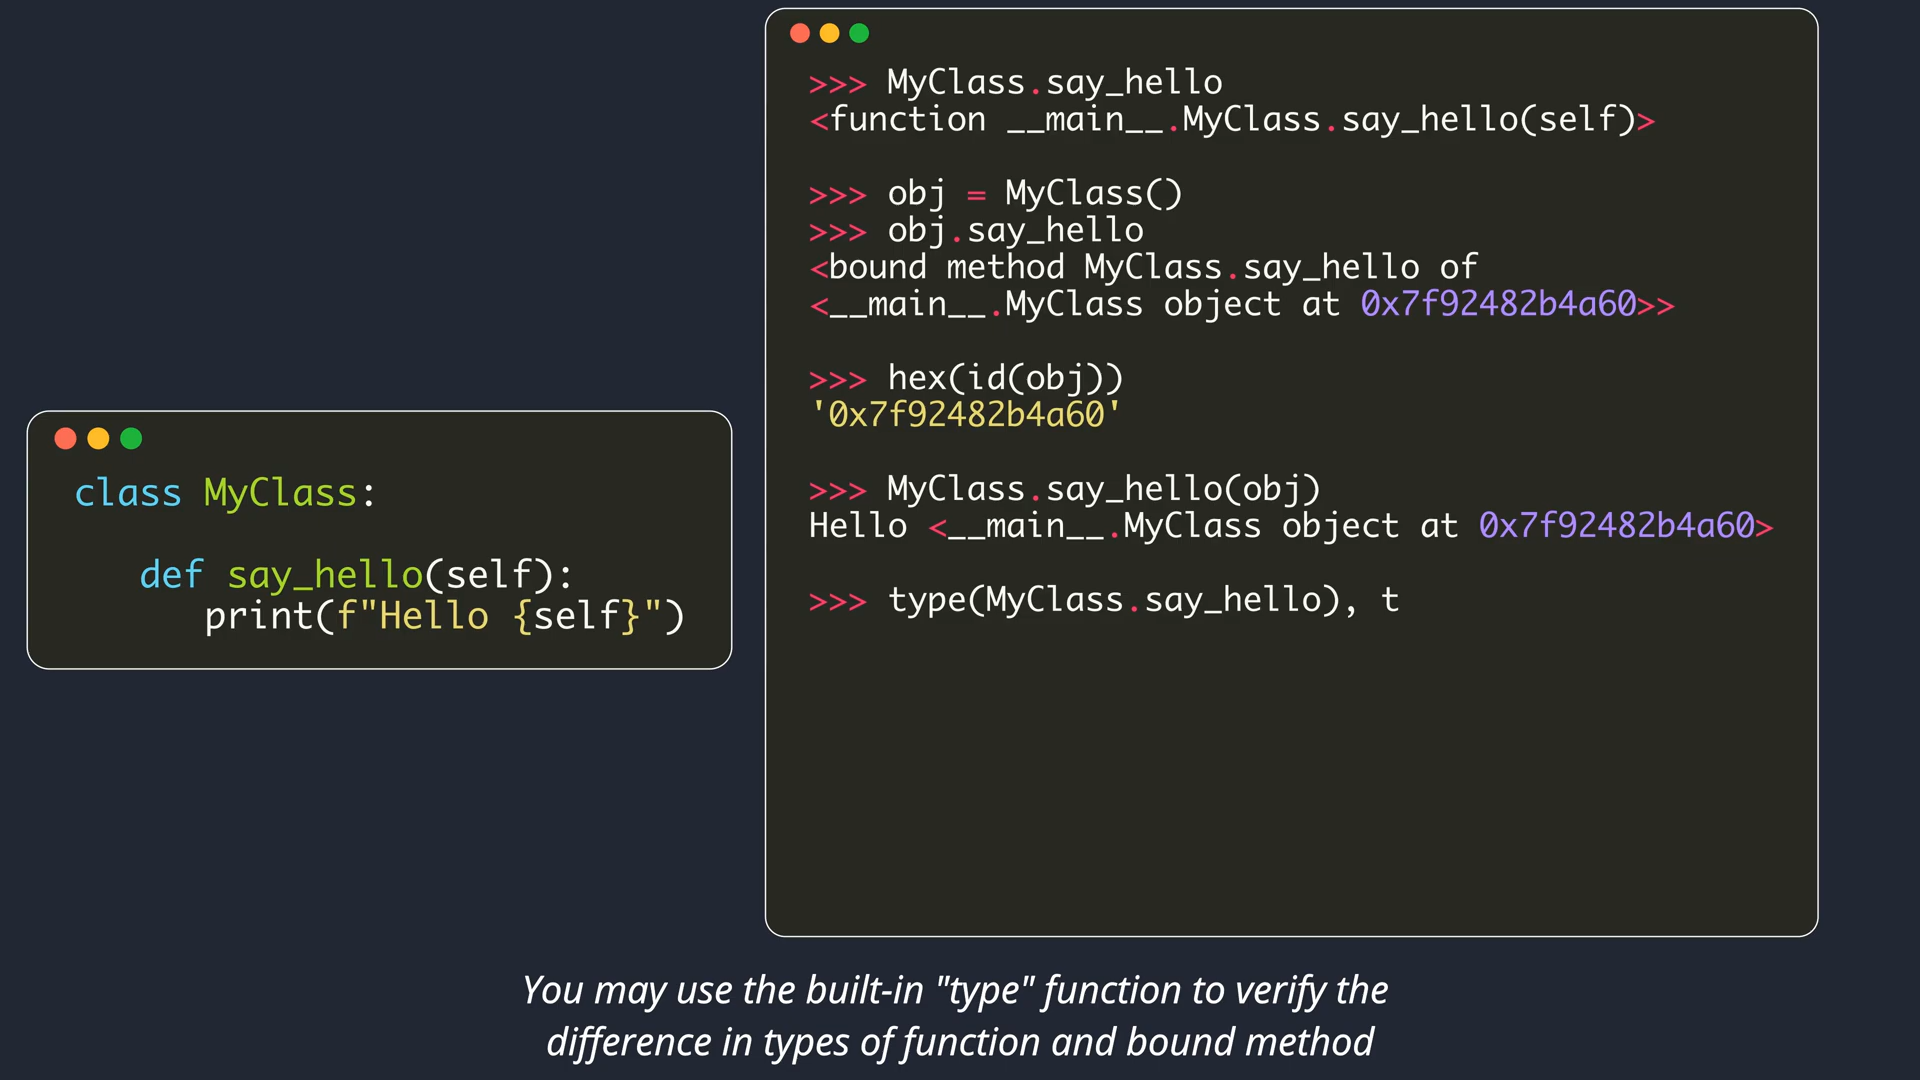 class MyClass:
def say_hello(self):
print(f"Hello {self}")
>>> MyClass.say_hello
<function __main__.MyClass.say_hello(self)>
>>> obj = MyClass()
>>> obj.say_hello
<bound method MyClass.say_hello of
<__main__.MyClass object at 0x7f92482b4a60>>
>>> hex(id(obj))
'0x7f92482b4a60'
>>> MyClass.say_hello(obj)
Hello <__main__.MyClass object at 0x7f92482b4a60>
>>> type(MyClass.say_hello), t
You may use the built-in "type" function to verify the
difference in types of function and bound method